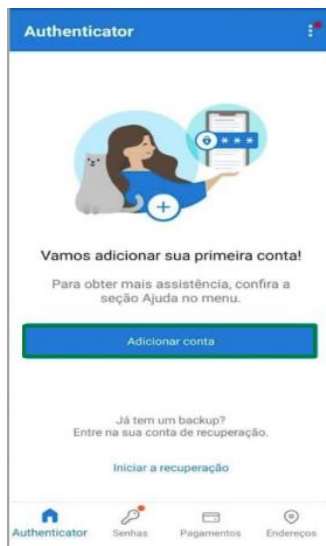 Authenticator
Vamos adicionar sua primeira conta!
Para obter mais assistência, confira a
seção Ajuda no menu.
Adicionar conta
Já tem um backup?
Entre na sua conta de recuperação.
Iniciar a recuperação
Authenticator Senhas Pagamentos Endereços